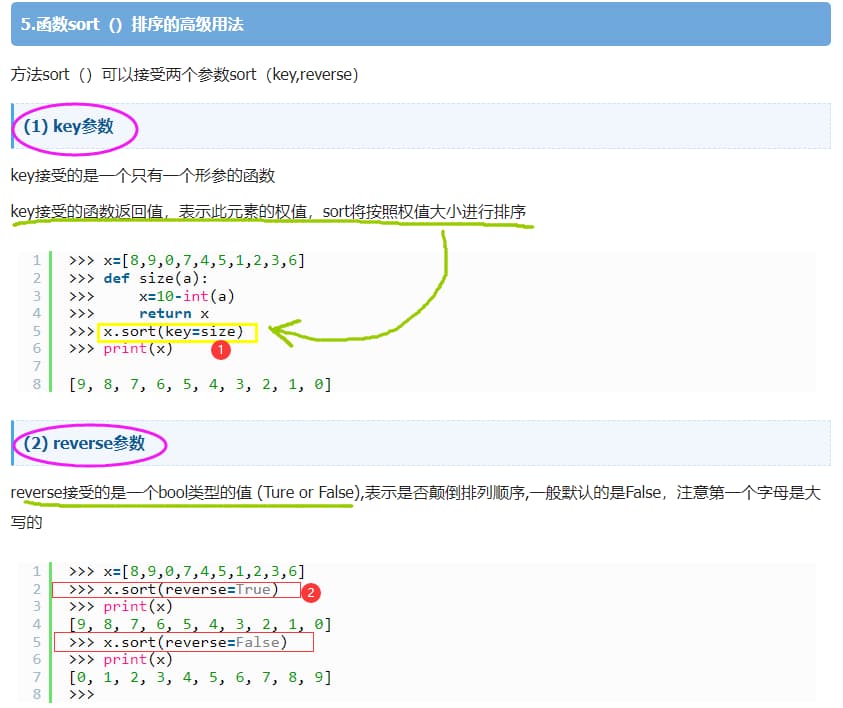 5.函数sort（）排序的高级用法
方法sort（）可以接受两个参数sort（key,reverse）
(1) key参数
key接受的是一个只有一个形参的函数
key接受的函数返回值，表示此元素的权值，sort将按照权值大小进行排序
1 >>> x=[8,9,0,7,4,5,1,2,3,6]
2 >>> def size(a):
3 >>>     x=10-int(a)
4 >>>     return x
5 >>> x.sort(key=size)
6 >>> print(x)
1
7
8 [9, 8, 7, 6, 5, 4, 3, 2, 1, 0]
(2) reverse参数
reverse接受的是一个bool类型的值 (Ture or False),表示是否颠倒排列顺序,一般默认的是False，注意第一个字母是大
写的
1 >>> x=[8,9,0,7,4,5,1,2,3,6]
2 >>> x.sort(reverse=True) 2
3 >>> print(x)
4 [9, 8, 7, 6, 5, 4, 3, 2, 1, 0]
5 >>> x.sort(reverse=False)
6 >>> print(x)
7 [0, 1, 2, 3, 4, 5, 6, 7, 8, 9]
8 >>>